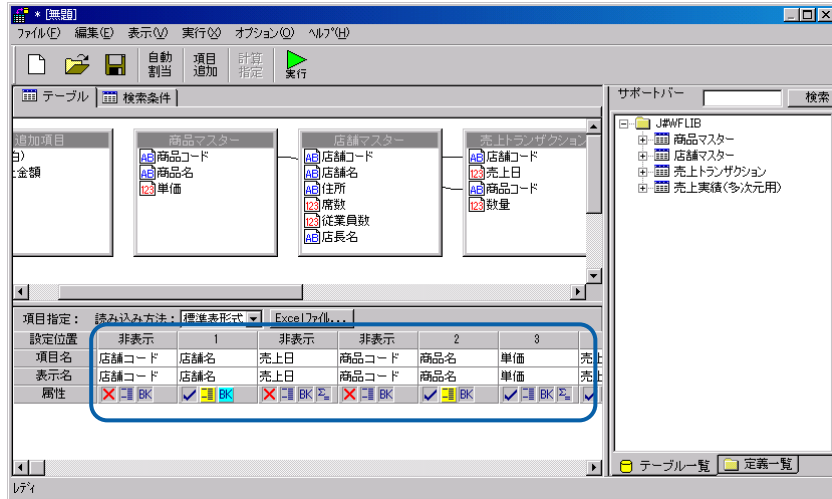 * [無題]
ファイル(F) 編集(E) 表示(V) 実行(X) オプション(O) ヘルプ(H)
自動割当 項目追加 計算指定 実行
テーブル 検索条件
追加項目
白)
金額
商品マスター
商品コード
商品名
単価
店舗マスター
店舗コード
店舗名
住所
席数
従業員数
店長名
売上トランザクション
店舗コード
売上日
商品コード
数量
項目指定: 読み込み方法: 標準表形式 Excelファイル...
設定位置 非表示 1 非表示 非表示 2 3
項目名 店舗コード 店舗名 売上日 商品コード 商品名 単価 売上
表示名 店舗コード 店舗名 売上日 商品コード 商品名 単価 売上
属性 BK BK BK Σ BK BK BK Σ
レディ
サポートバー 検索
J#WFLIB
商品マスター
店舗マスター
売上トランザクション
売上実績(多次元用)
テーブル一覧 定義一覧